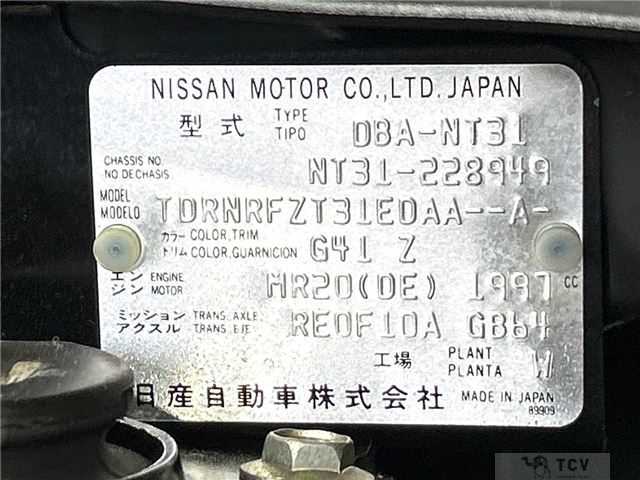 NISSAN MOTOR CO.,LTD. JAPAN
型式 TYPE TIPO DBA-NT31
CHASSIS NO. NO DE CHASIS NT31-228949
MODEL MODELO TDRNRFZT31EDAA--A-
カラー COLOR,TRIM トリム COLOR,GUARNICION G41 Z
エンジン ENGINE MOTOR MR20(DE) 1997 CC
ミッション TRANS. AXLE アクスル TRANS. EJE RE0F10A GB64
工場 PLANT PLANTA W
日産自動車株式会社 MADE IN JAPAN
89909
TCV